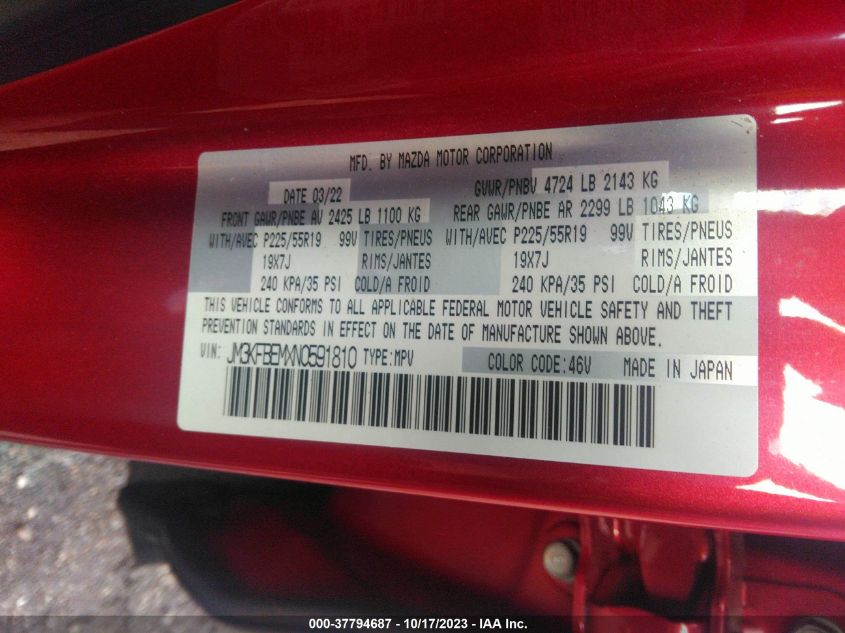 MFD. BY MAZDA MOTOR CORPORATION
DATE 03/22 GVWR/PNBV 4724 LB 2143 KG
FRONT GAWR/PNBE AV 2425 LB 1100 KG REAR GAWR/PNBE AR 2299 LB 1043 KG
WITH/AVEC P225/55R19 99V TIRES/PNEUS WITH/AVEC P225/55R19 99V TIRES/PNEUS
19X7J RIMS/JANTES 19X7J RIMS/JANTES
240 KPA/35 PSI COLD/A FROID 240 KPA/35 PSI COLD/A FROID
THIS VEHICLE CONFORMS TO ALL APPLICABLE FEDERAL MOTOR VEHICLE SAFETY AND THEFT
PREVENTION STANDARDS IN EFFECT ON THE DATE OF MANUFACTURE SHOWN ABOVE.
VIN: JM3KFBEMXN0591810 TYPE:MPV COLOR CODE:46V MADE IN JAPAN
000-37794687 - 10/17/2023 - IAA Inc.